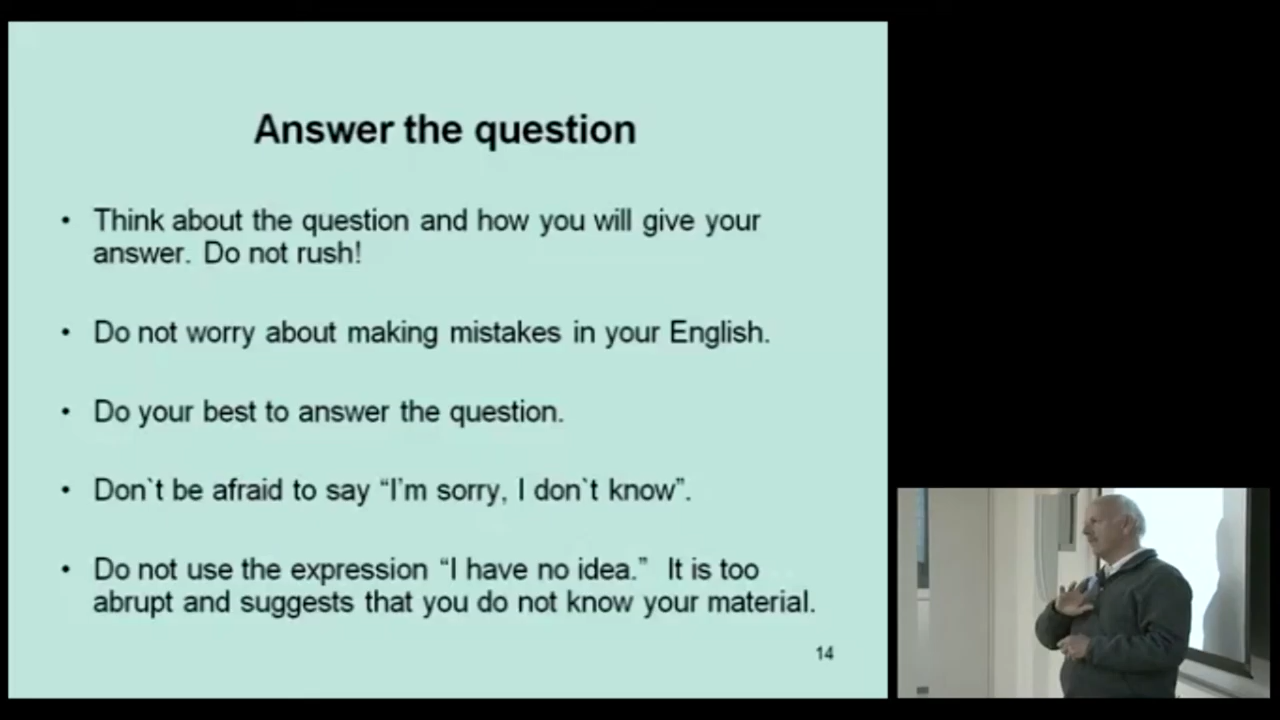 Answer the question
• Think about the question and how you will give your
answer. Do not rush!
• Do not worry about making mistakes in your English.
• Do your best to answer the question.
• Don`t be afraid to say “I’m sorry, I don`t know”.
• Do not use the expression “I have no idea.” It is too
abrupt and suggests that you do not know your material.
14